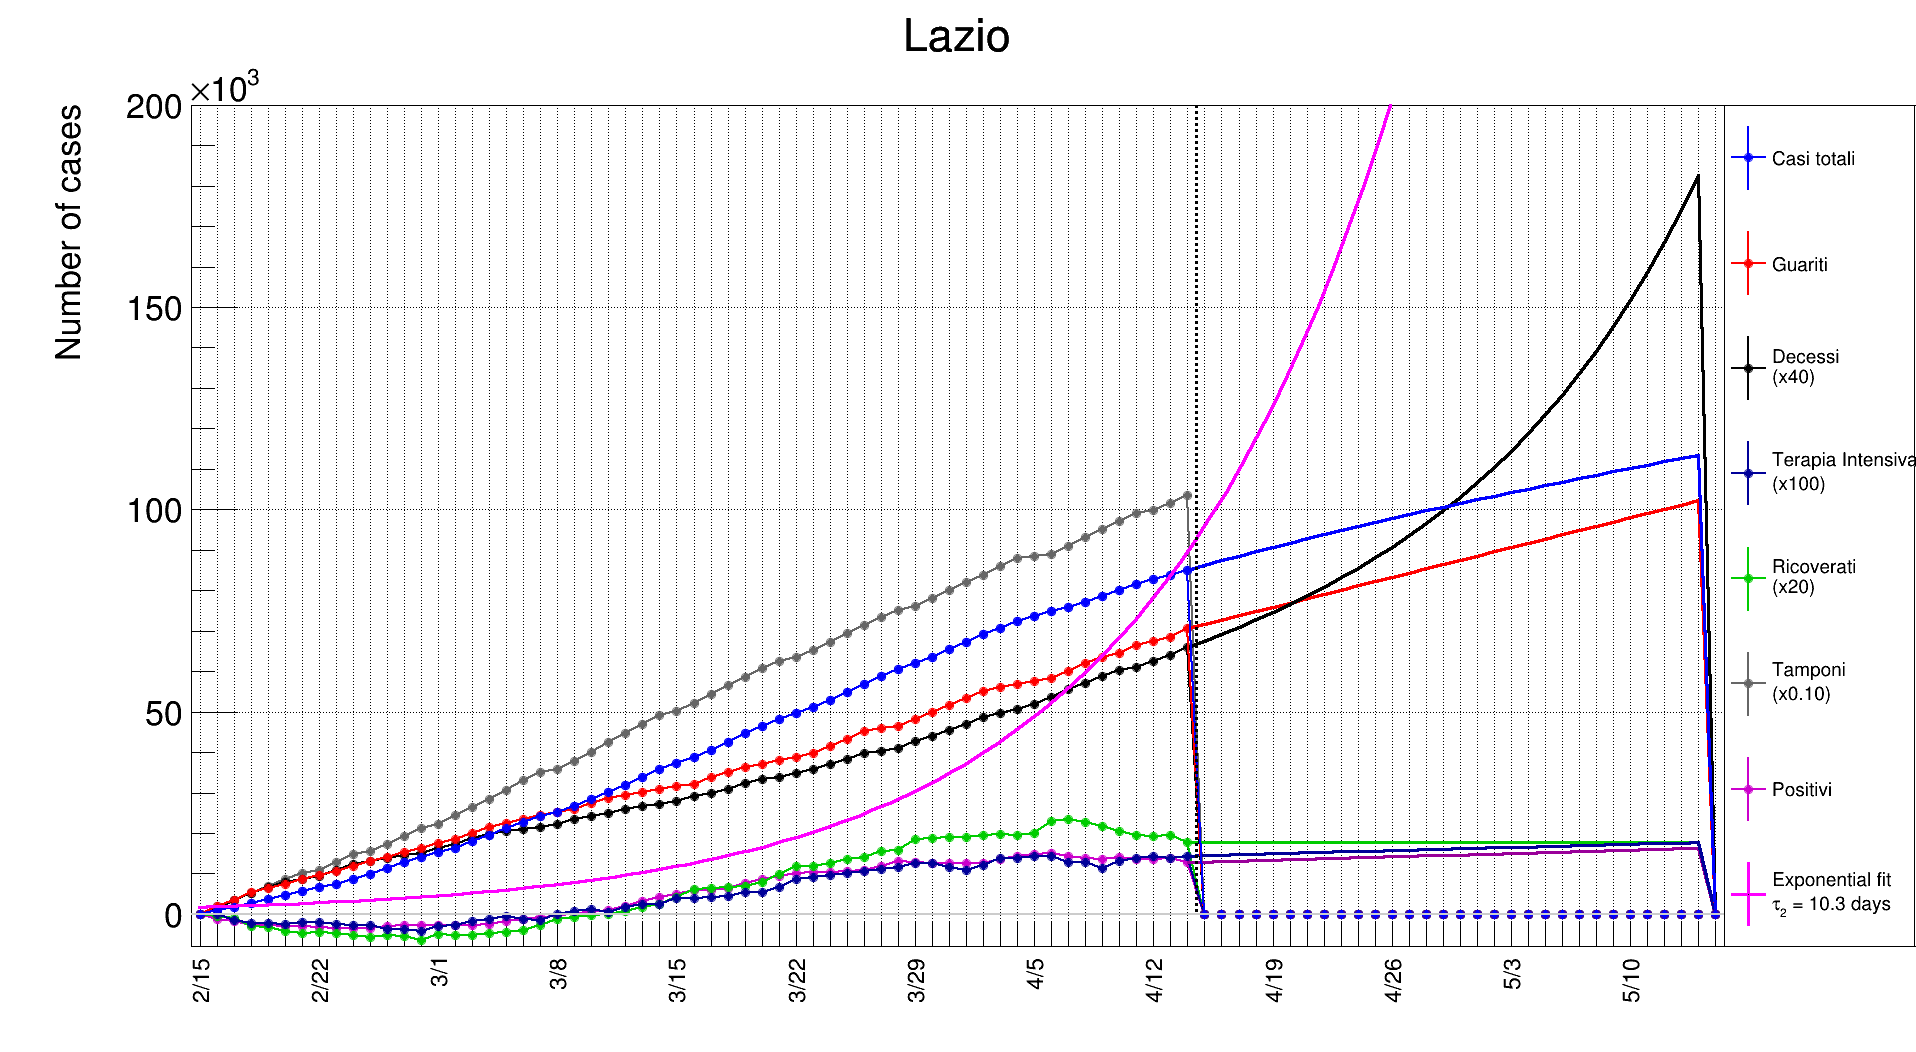 Lazio
×10³
Number of cases
200
150
100
50
0
2/15
2/22
3/1
3/8
3/15
3/22
3/29
4/5
4/12
4/19
4/26
5/3
5/10
Casi totali
Guariti
Decessi
(x40)
Terapia Intensiva
(x100)
Ricoverati
(x20)
Tamponi
(x0.10)
Positivi
Exponential fit
τ₂ = 10.3 days